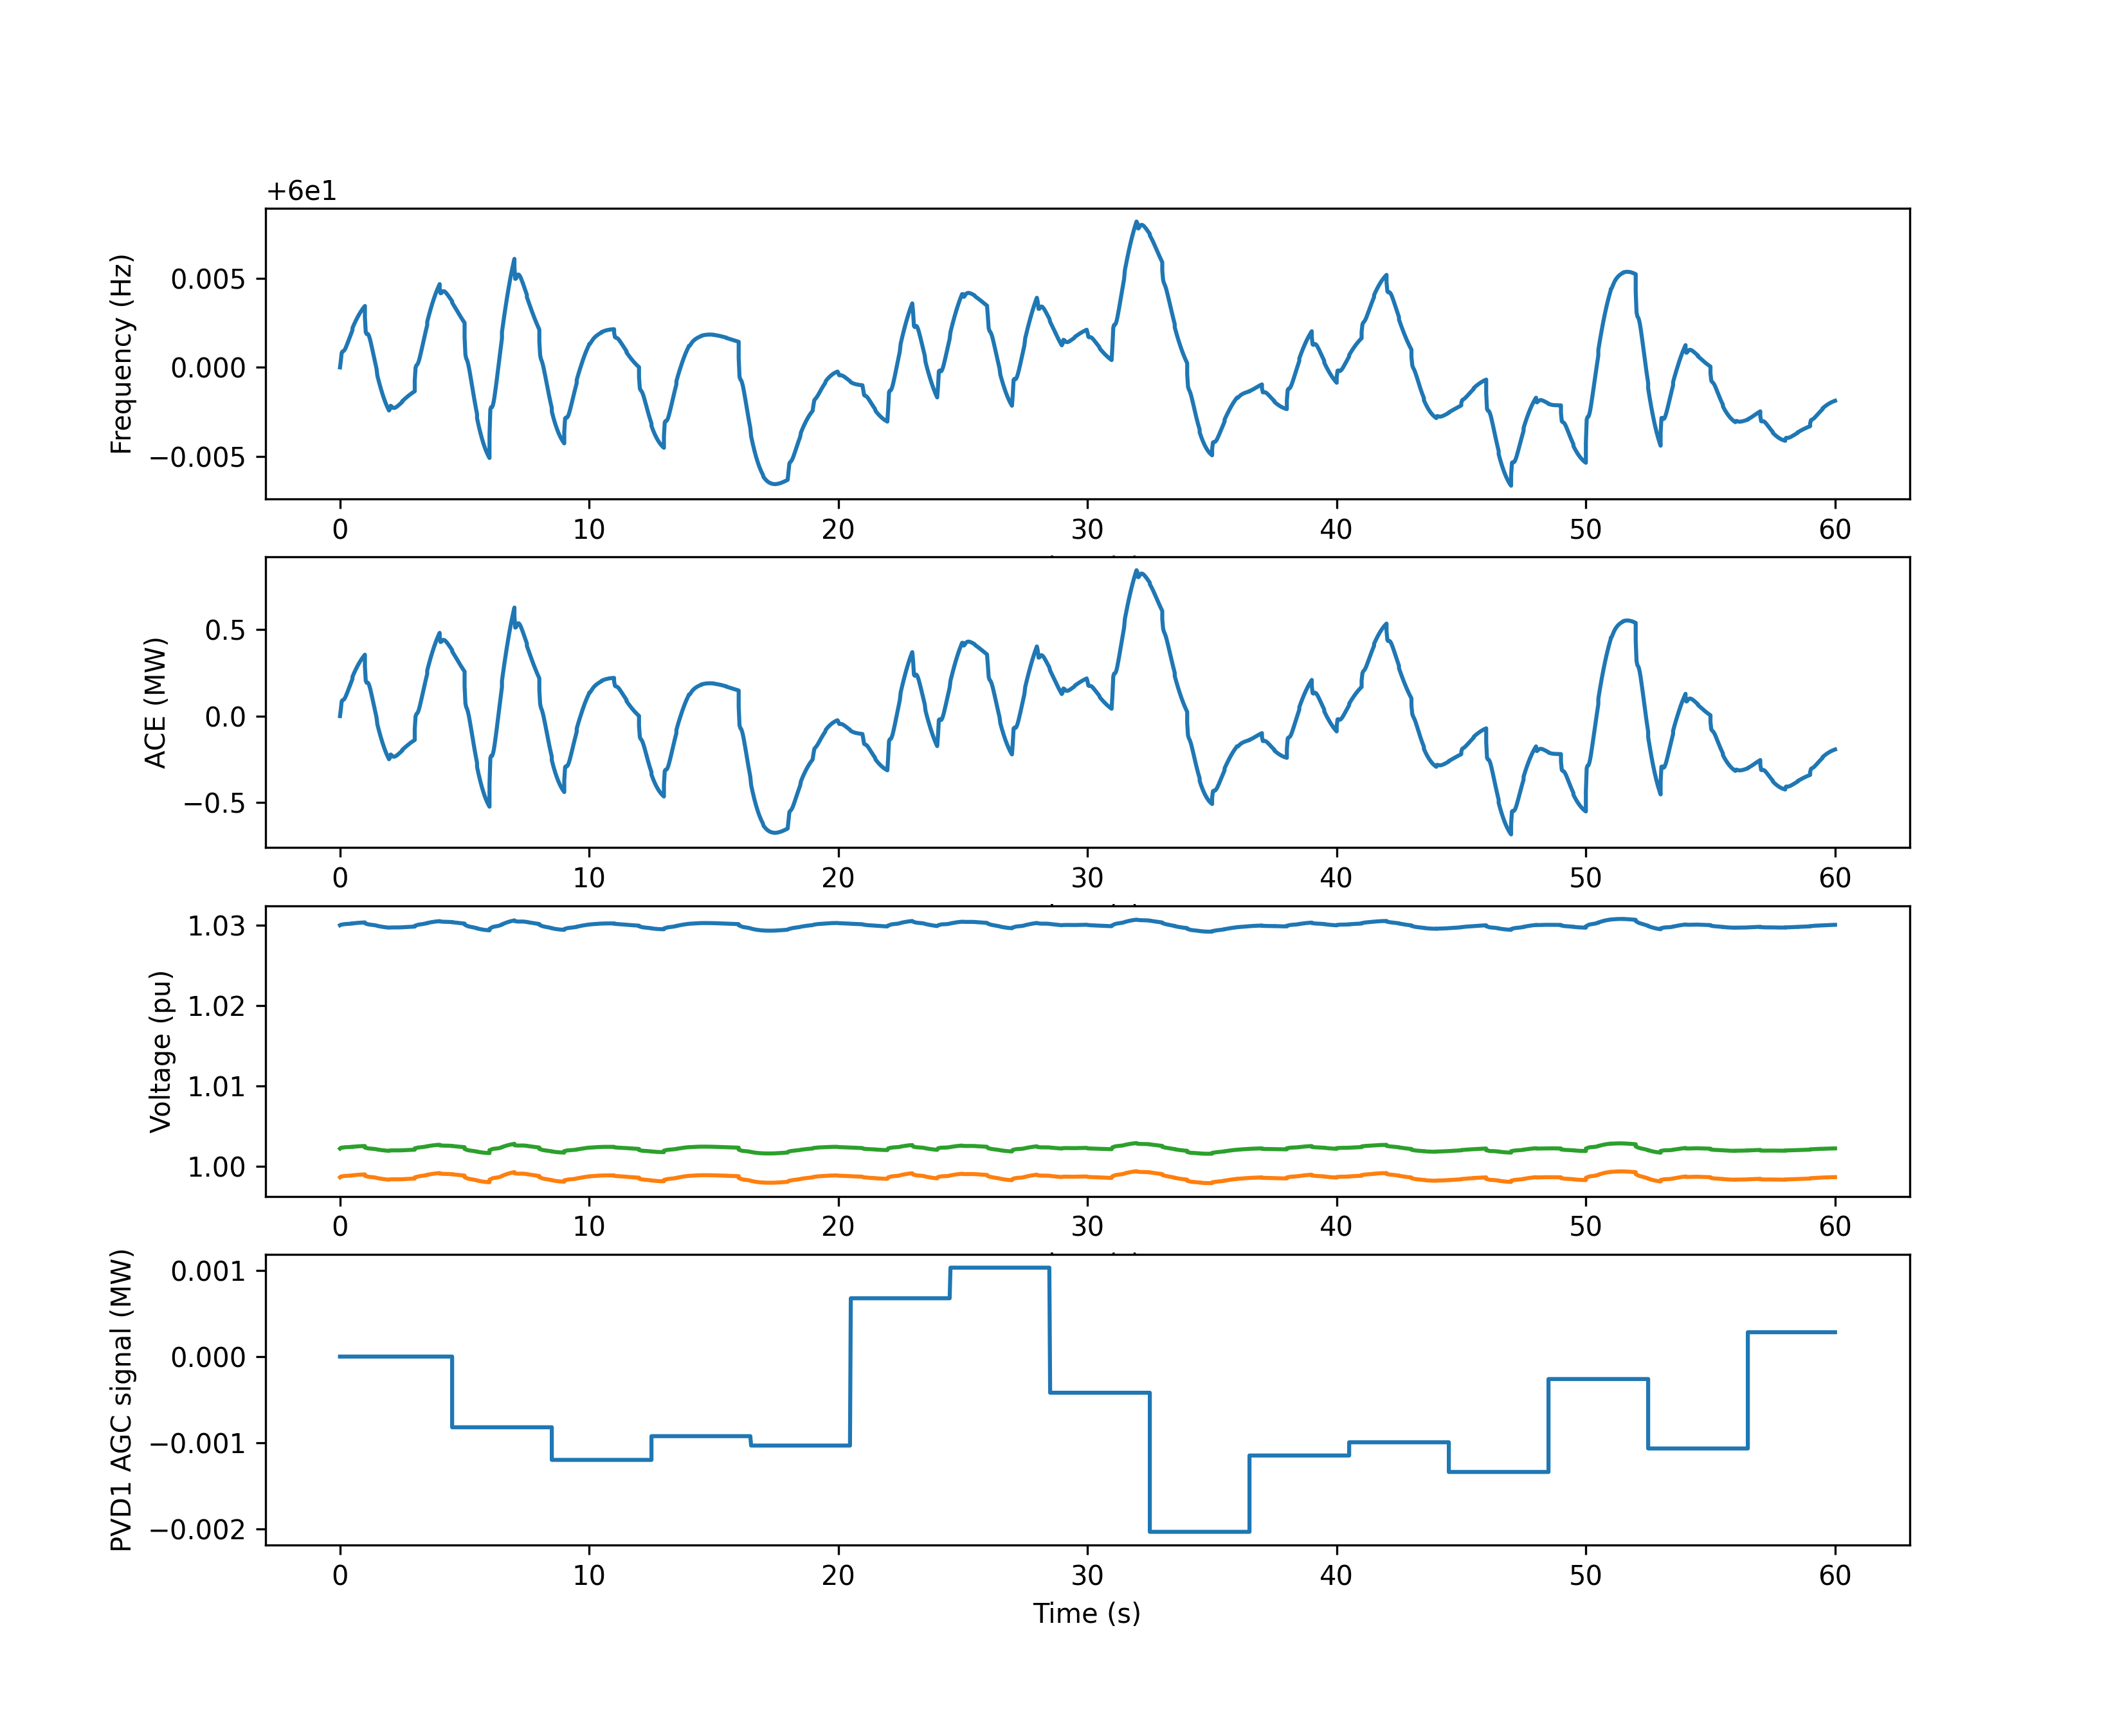 +6e1
Frequency (Hz)
0.005
0.000
−0.005
0 10 20 30 40 50 60
ACE (MW)
0.5
0.0
−0.5
0 10 20 30 40 50 60
Voltage (pu)
1.03
1.02
1.01
1.00
0 10 20 30 40 50 60
PVD1 AGC signal (MW)
0.001
0.000
−0.001
−0.002
0 10 20 30 40 50 60
Time (s)